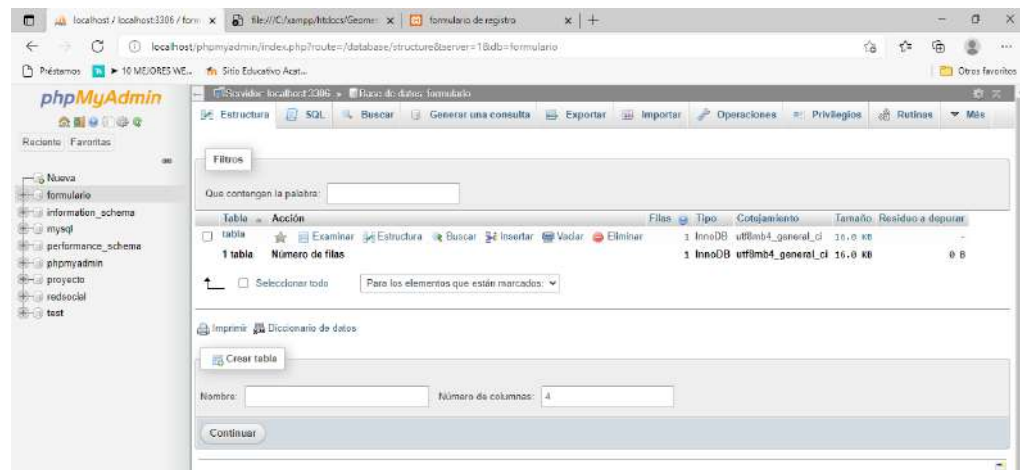 localhost / localhost:3306 / form
file:///C:/xampp/htdocs/Geome
formulario de registro
localhost/phpmyadmin/index.php?route=/database/structure&server=1&db=formulario
Préstamos
► 10 MEJORES WE...
Sitio Educativo Acat...
Otros favoritos
phpMyAdmin
Reciente Favoritas
Nueva
formulario
information_schema
mysql
performance_schema
phpmyadmin
proyecto
redsocial
test
Servidor: localhost:3306 » Base de datos: formulario
Estructura SQL Buscar Generar una consulta Exportar Importar Operaciones Privilegios Rutinas Más
Filtros
Que contengan la palabra:
Tabla Acción Filas Tipo Cotejamiento Tamaño Residuo a depurar
tabla Examinar Estructura Buscar Insertar Vaciar Eliminar 1 InnoDB utf8mb4_general_ci 16.0 KB -
1 tabla Número de filas 1 InnoDB utf8mb4_general_ci 16.0 KB 0 B
Seleccionar todo Para los elementos que están marcados:
Imprimir Diccionario de datos
Crear tabla
Nombre: Número de columnas: 4
Continuar